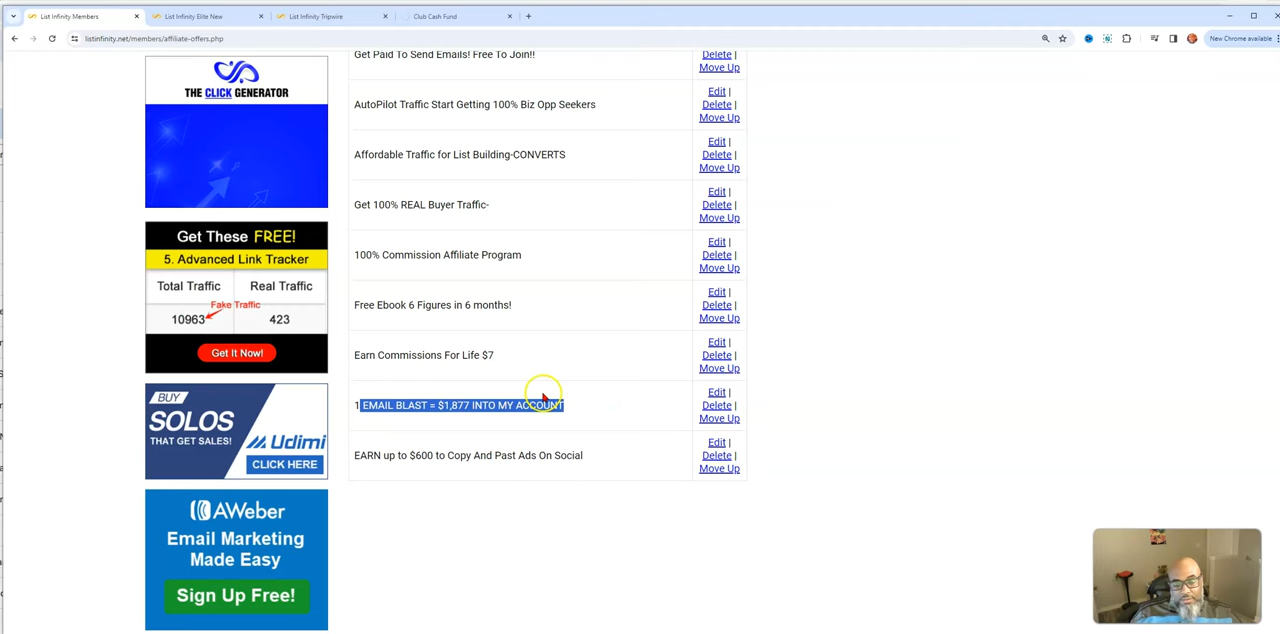 List Infinity Members
List Infinity Elite New
List Infinity Tripwire
Club Cash Fund
listinfinity.net/members/affiliate-offers.php
New Chrome available
THE CLICK GENERATOR
Get These FREE!
5. Advanced Link Tracker
Total Traffic Real Traffic
Fake Traffic
10963 423
Get It Now!
BUY
SOLOS
THAT GET SALES!
Udimi
CLICK HERE
AWeber
Email Marketing
Made Easy
Sign Up Free!
Get Paid To Send Emails! Free To Join!!
Delete |
Move Up
AutoPilot Traffic Start Getting 100% Biz Opp Seekers
Edit |
Delete |
Move Up
Affordable Traffic for List Building-CONVERTS
Edit |
Delete |
Move Up
Get 100% REAL Buyer Traffic-
Edit |
Delete |
Move Up
100% Commission Affiliate Program
Edit |
Delete |
Move Up
Free Ebook 6 Figures in 6 months!
Edit |
Delete |
Move Up
Earn Commissions For Life $7
Edit |
Delete |
Move Up
1 EMAIL BLAST = $1,877 INTO MY ACCOUNT
Edit |
Delete |
Move Up
EARN up to $600 to Copy And Past Ads On Social
Edit |
Delete |
Move Up